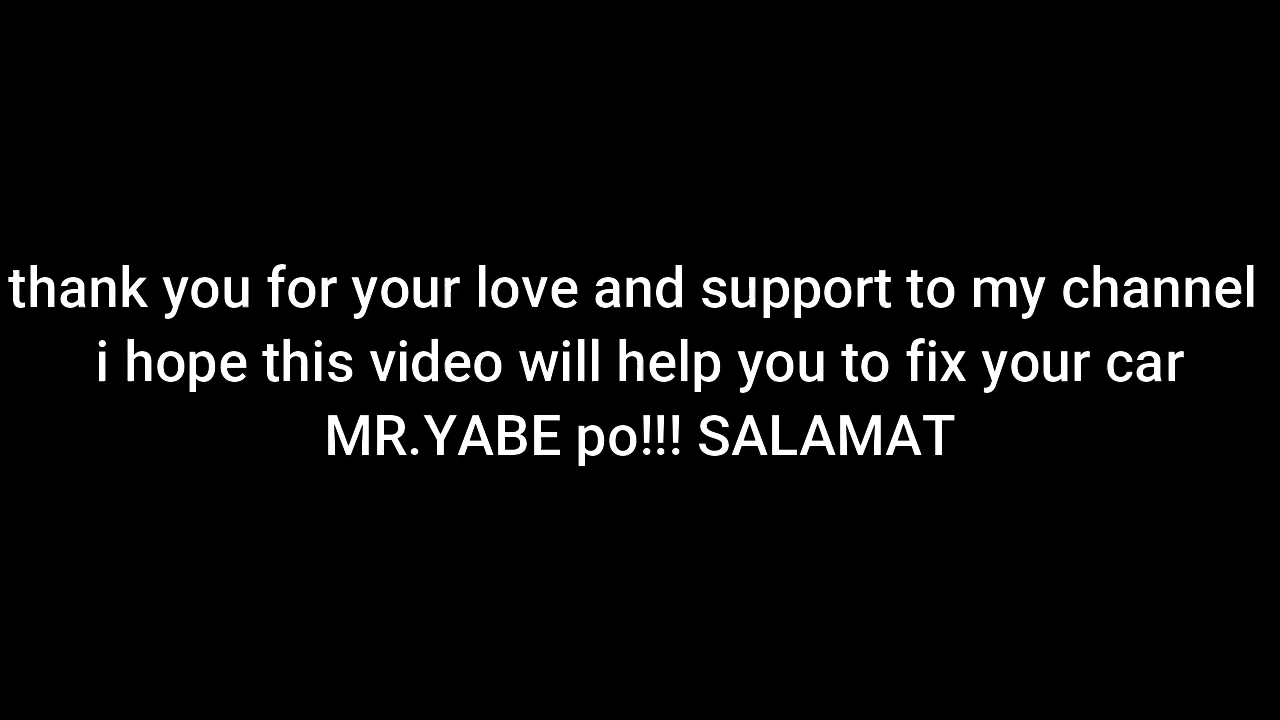 thank you for your love and support to my channel
i hope this video will help you to fix your car
MR.YABE po!!! SALAMAT